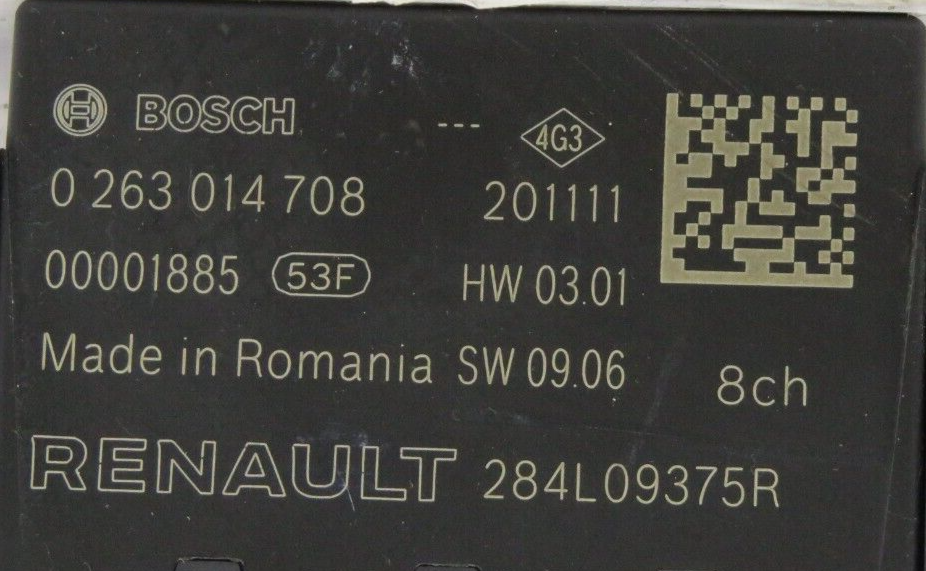 BOSCH --- 4G3
0 263 014 708 201111
00001885 53F HW 03.01
Made in Romania SW 09.06
8ch
RENAULT 284L09375R